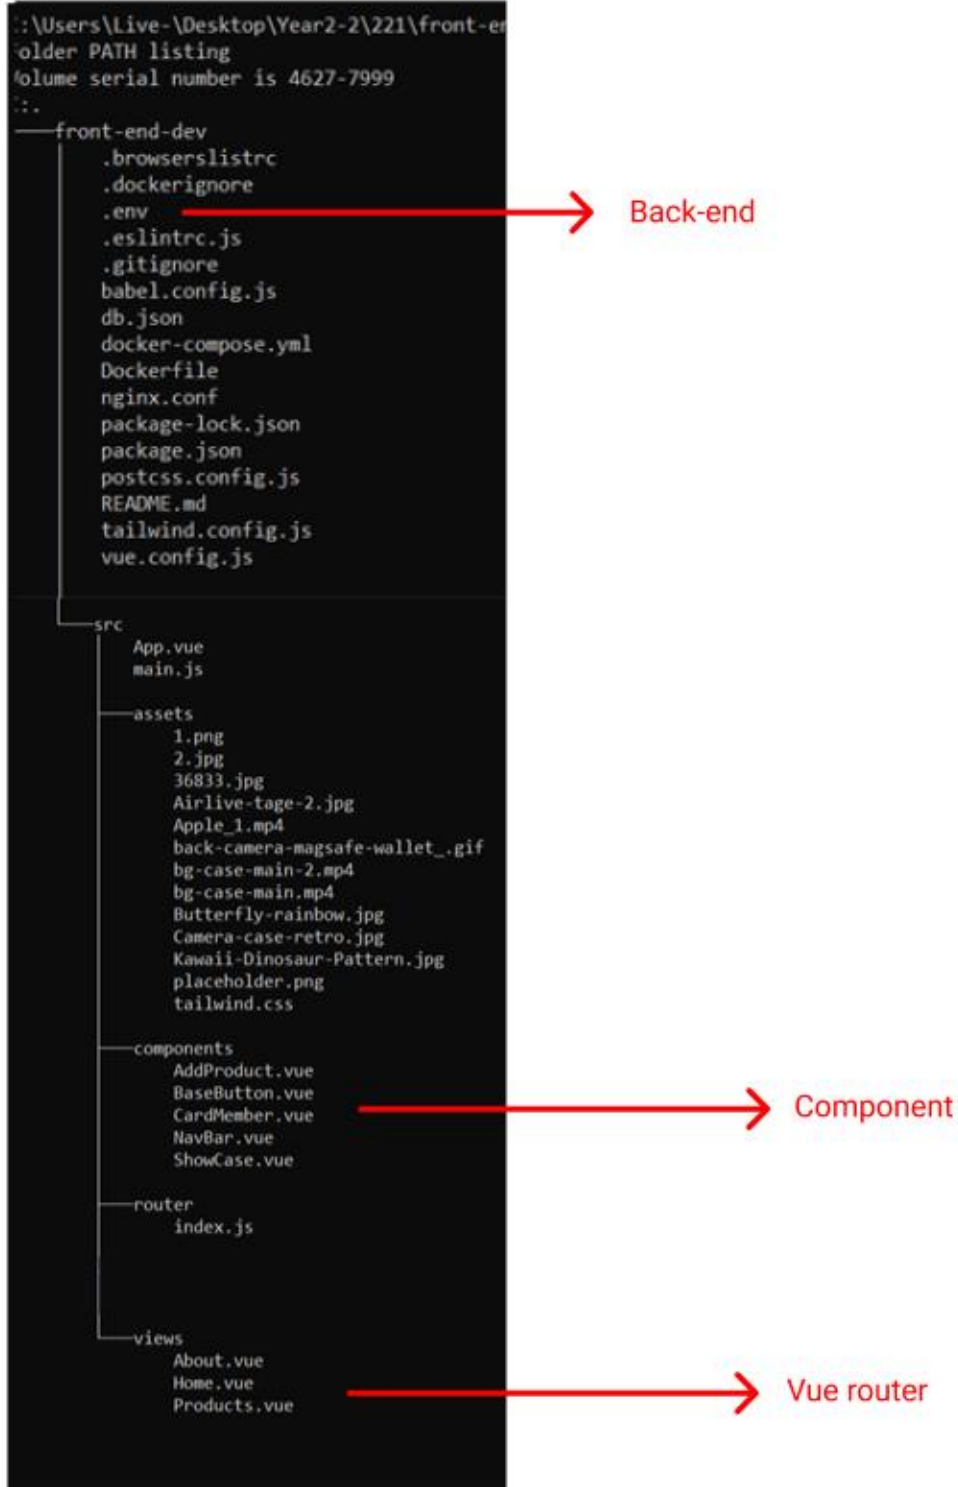 :\Users\Live-\Desktop\Year2-2\221\front-en
older PATH listing
olume serial number is 4627-7999
:.
front-end-dev
.browserslistrc
.dockerignore
.env
Back-end
.eslintrc.js
.gitignore
babel.config.js
db.json
docker-compose.yml
Dockerfile
nginx.conf
package-lock.json
package.json
postcss.config.js
README.md
tailwind.config.js
vue.config.js
src
App.vue
main.js
assets
1.png
2.jpg
36833.jpg
Airlive-tage-2.jpg
Apple_1.mp4
back-camera-magsafe-wallet_.gif
bg-case-main-2.mp4
bg-case-main.mp4
Butterfly-rainbow.jpg
Camera-case-retro.jpg
Kawaii-Dinosaur-Pattern.jpg
placeholder.png
tailwind.css
components
AddProduct.vue
BaseButton.vue
CardMember.vue
Component
NavBar.vue
ShowCase.vue
router
index.js
views
About.vue
Home.vue
Vue router
Products.vue